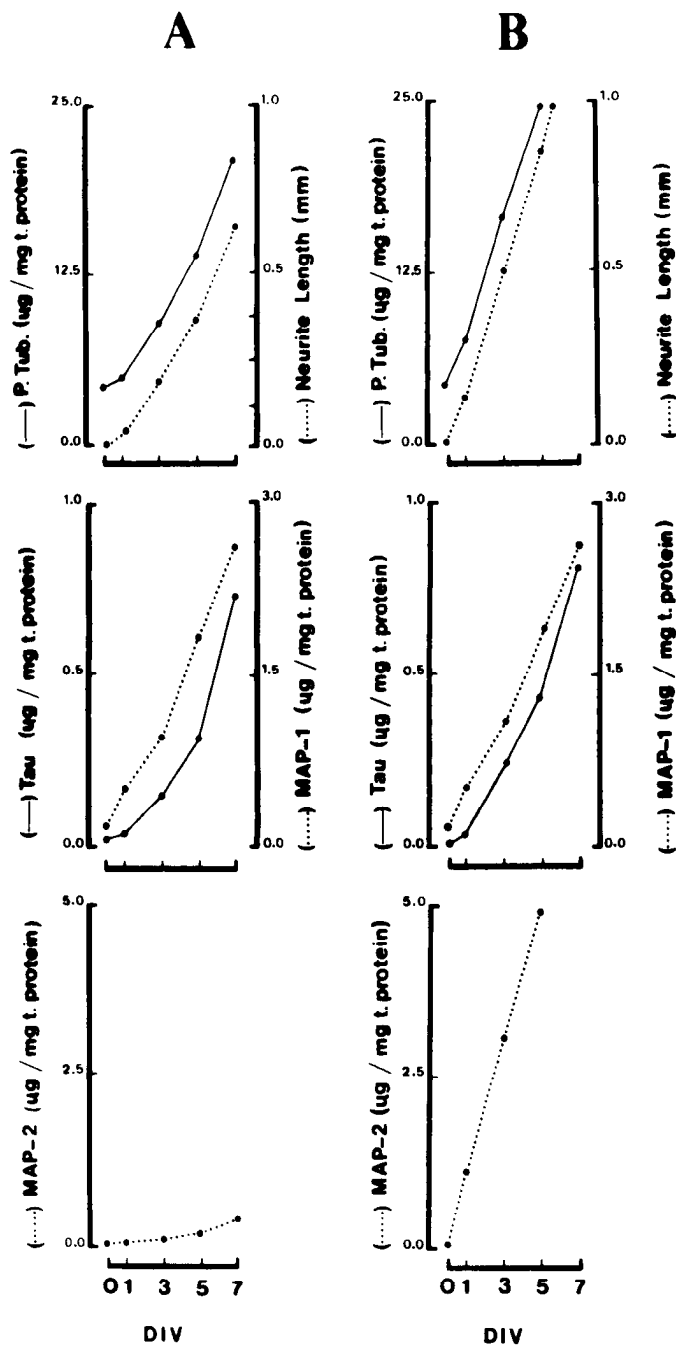 A
B
25.0
12.5
0.0
(——) P. Tub. (ug / mg t. protein)
1.0
0.5
0.0
(······) Neurite Length (mm)
25.0
12.5
0.0
(——) P. Tub. (ug / mg t. protein)
1.0
0.5
0.0
(······) Neurite Length (mm)
1.0
0.5
0.0
(——) Tau (ug / mg t. protein)
3.0
1.5
0.0
(······) MAP-1 (ug / mg t. protein)
1.0
0.5
0.0
(——) Tau (ug / mg t. protein)
3.0
1.5
0.0
(······) MAP-1 (ug / mg t. protein)
5.0
2.5
0.0
(······) MAP-2 (ug / mg t. protein)
5.0
2.5
0.0
(······) MAP-2 (ug / mg t. protein)
0 1 3 5 7
DIV
0 1 3 5 7
DIV